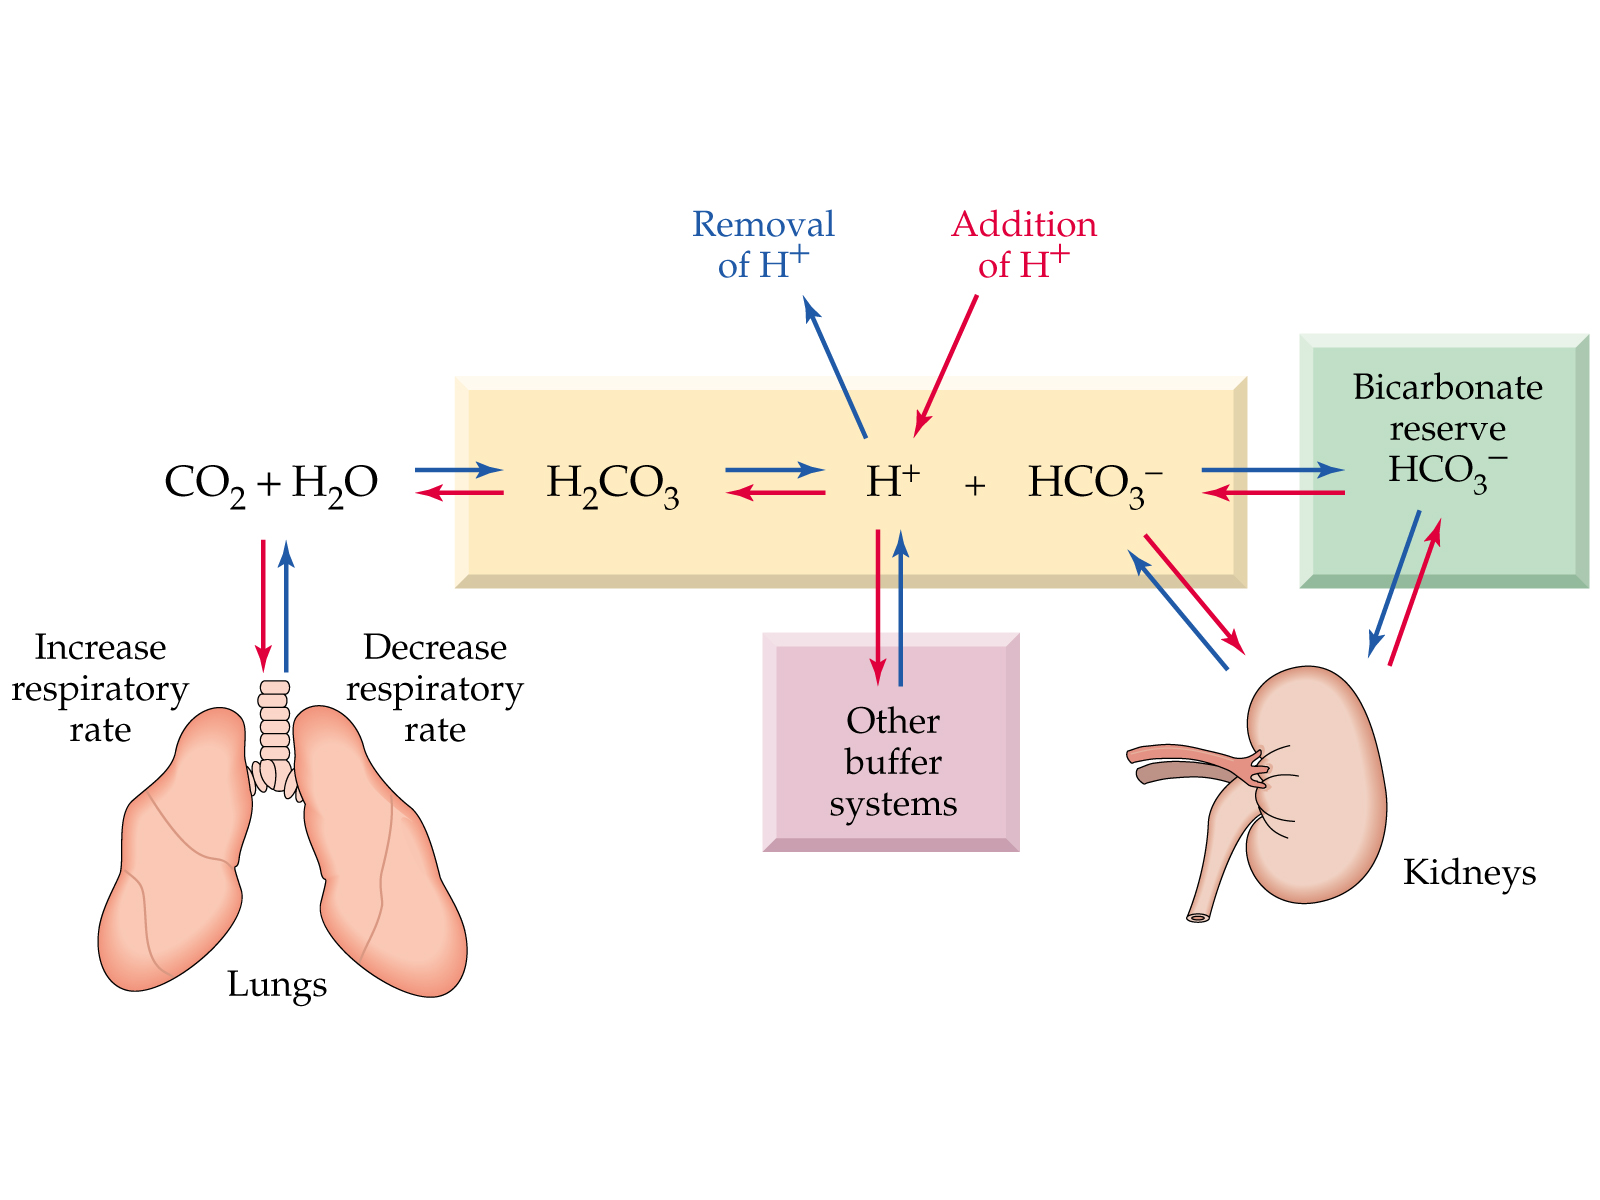 Removal
of H⁺
Addition
of H⁺
CO₂ + H₂O
H₂CO₃
H⁺ + HCO₃⁻
Bicarbonate
reserve
HCO₃⁻
Increase
respiratory
rate
Decrease
respiratory
rate
Other
buffer
systems
Lungs
Kidneys